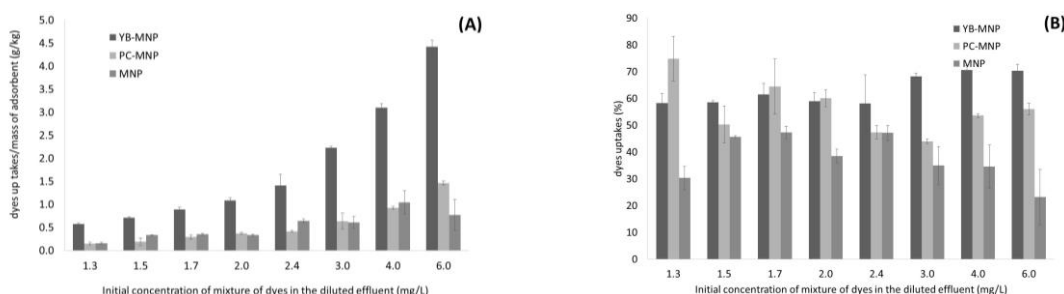 (A)
5.0
4.5
4.0
3.5
3.0
2.5
2.0
1.5
1.0
0.5
0.0
dyes up takes/mass of adsorbent (g/kg)
YB-MNP
PC-MNP
MNP
1.3 1.5 1.7 2.0 2.4 3.0 4.0 6.0
Initial concentration of mixture of dyes in the diluted effluent (mg/L)
(B)
90
80
70
60
50
40
30
20
10
0
dyes uptakes (%)
YB-MNP
PC-MNP
MNP
1.3 1.5 1.7 2.0 2.4 3.0 4.0 6.0
Initial concentration of mixture of dyes in the diluted effluent (mg/L)